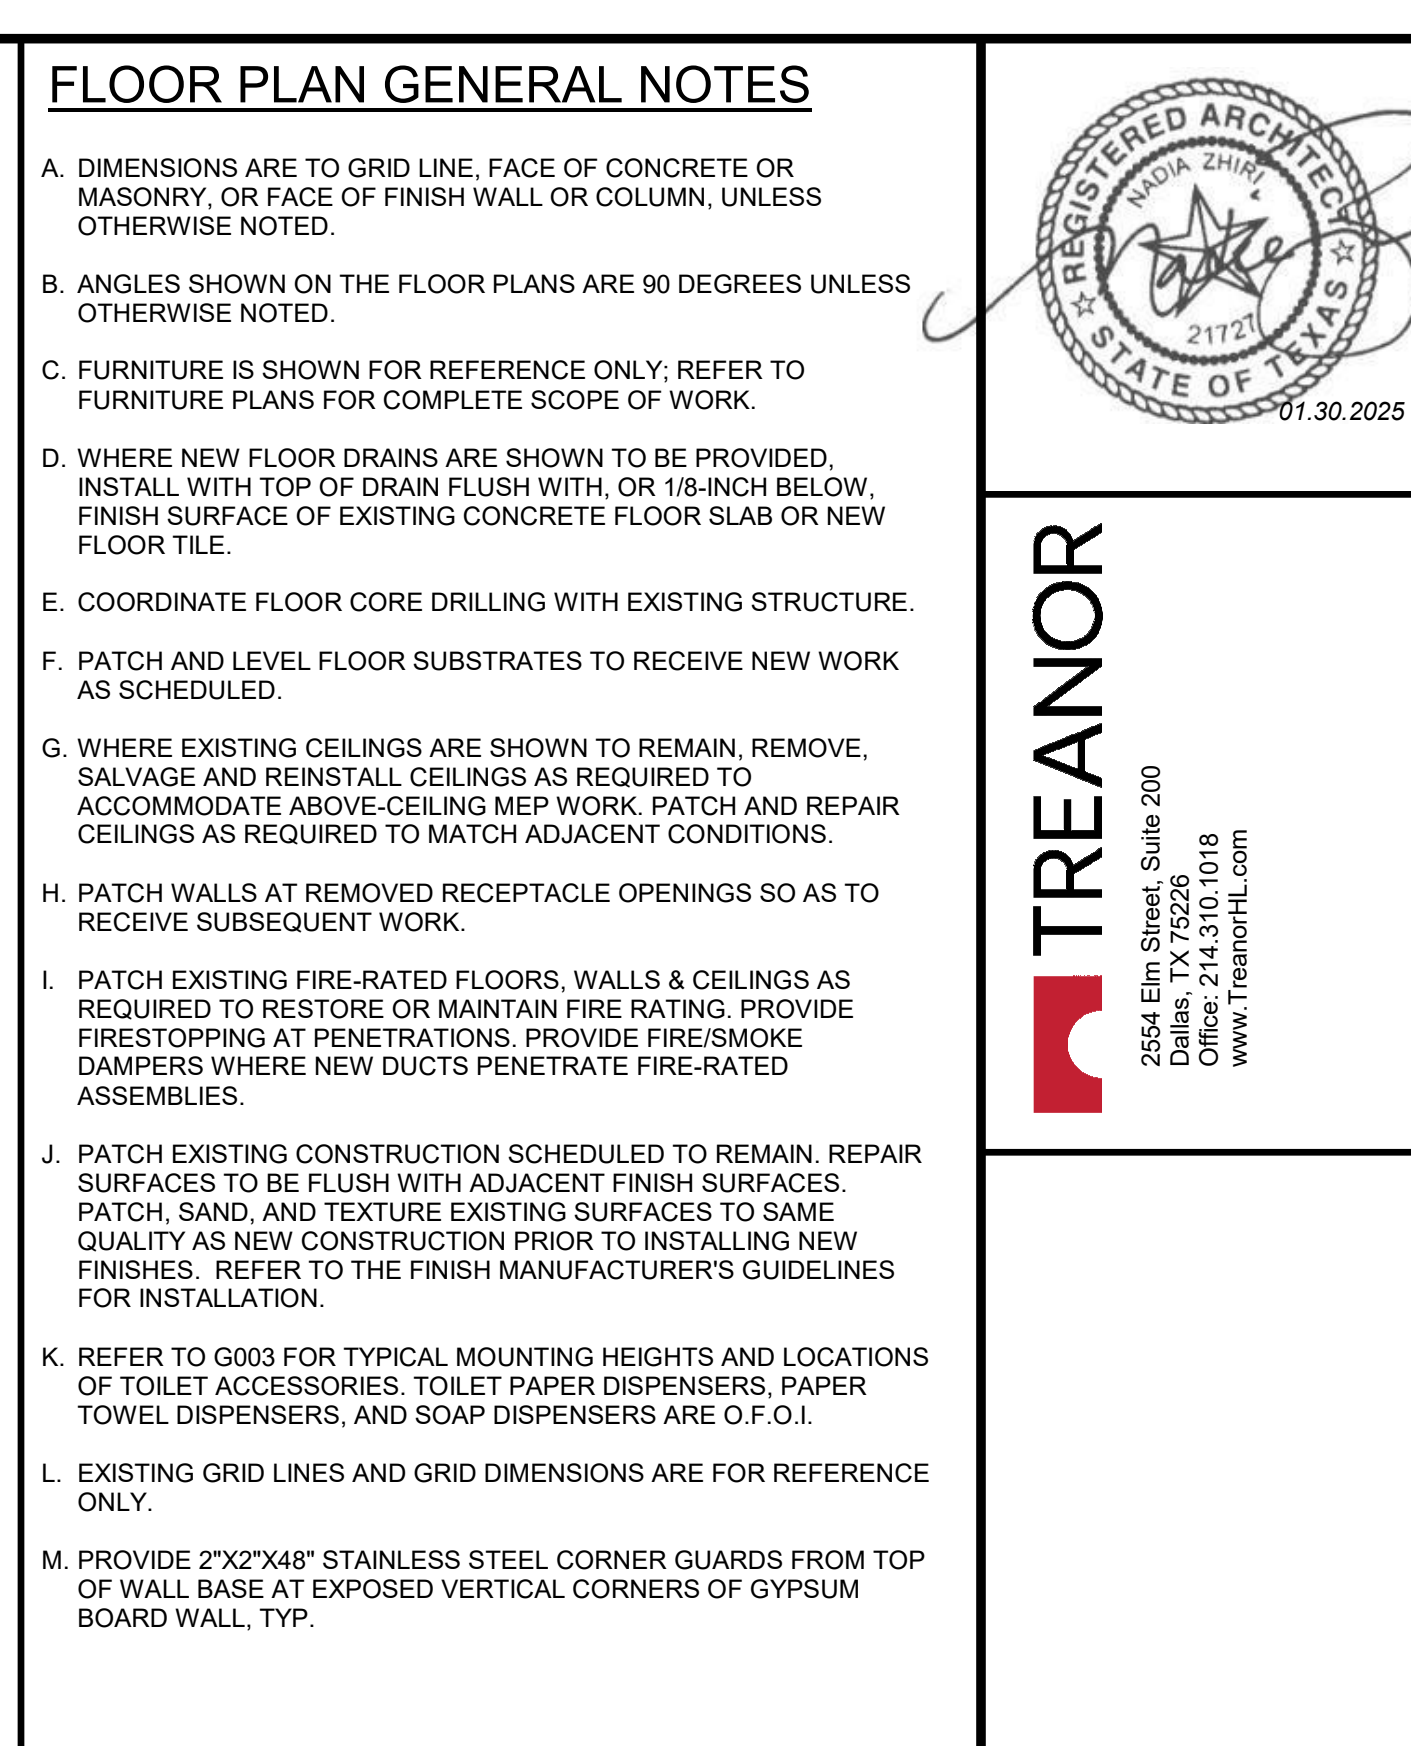 FLOOR PLAN GENERAL NOTES
A. DIMENSIONS ARE TO GRID LINE, FACE OF CONCRETE OR
MASONRY, OR FACE OF FINISH WALL OR COLUMN, UNLESS
OTHERWISE NOTED.
B. ANGLES SHOWN ON THE FLOOR PLANS ARE 90 DEGREES UNLESS
OTHERWISE NOTED.
C. FURNITURE IS SHOWN FOR REFERENCE ONLY; REFER TO
FURNITURE PLANS FOR COMPLETE SCOPE OF WORK.
D. WHERE NEW FLOOR DRAINS ARE SHOWN TO BE PROVIDED,
INSTALL WITH TOP OF DRAIN FLUSH WITH, OR 1/8-INCH BELOW,
FINISH SURFACE OF EXISTING CONCRETE FLOOR SLAB OR NEW
FLOOR TILE.
E. COORDINATE FLOOR CORE DRILLING WITH EXISTING STRUCTURE.
F. PATCH AND LEVEL FLOOR SUBSTRATES TO RECEIVE NEW WORK
AS SCHEDULED.
G. WHERE EXISTING CEILINGS ARE SHOWN TO REMAIN, REMOVE,
SALVAGE AND REINSTALL CEILINGS AS REQUIRED TO
ACCOMMODATE ABOVE-CEILING MEP WORK. PATCH AND REPAIR
CEILINGS AS REQUIRED TO MATCH ADJACENT CONDITIONS.
H. PATCH WALLS AT REMOVED RECEPTACLE OPENINGS SO AS TO
RECEIVE SUBSEQUENT WORK.
I. PATCH EXISTING FIRE-RATED FLOORS, WALLS & CEILINGS AS
REQUIRED TO RESTORE OR MAINTAIN FIRE RATING. PROVIDE
FIRESTOPPING AT PENETRATIONS. PROVIDE FIRE/SMOKE
DAMPERS WHERE NEW DUCTS PENETRATE FIRE-RATED
ASSEMBLIES.
J. PATCH EXISTING CONSTRUCTION SCHEDULED TO REMAIN. REPAIR
SURFACES TO BE FLUSH WITH ADJACENT FINISH SURFACES.
PATCH, SAND, AND TEXTURE EXISTING SURFACES TO SAME
QUALITY AS NEW CONSTRUCTION PRIOR TO INSTALLING NEW
FINISHES. REFER TO THE FINISH MANUFACTURER'S GUIDELINES
FOR INSTALLATION.
K. REFER TO G003 FOR TYPICAL MOUNTING HEIGHTS AND LOCATIONS
OF TOILET ACCESSORIES. TOILET PAPER DISPENSERS, PAPER
TOWEL DISPENSERS, AND SOAP DISPENSERS ARE O.F.O.I.
L. EXISTING GRID LINES AND GRID DIMENSIONS ARE FOR REFERENCE
ONLY.
M. PROVIDE 2"X2"X48" STAINLESS STEEL CORNER GUARDS FROM TOP
OF WALL BASE AT EXPOSED VERTICAL CORNERS OF GYPSUM
BOARD WALL, TYP.
REGISTERED ARCHITECT
NADIA ZHIRI
21727
STATE OF TEXAS
01.30.2025
TREANOR
2554 Elm Street, Suite 200
Dallas, TX 75226
Office: 214.310.1018
www.TreanorHL.com